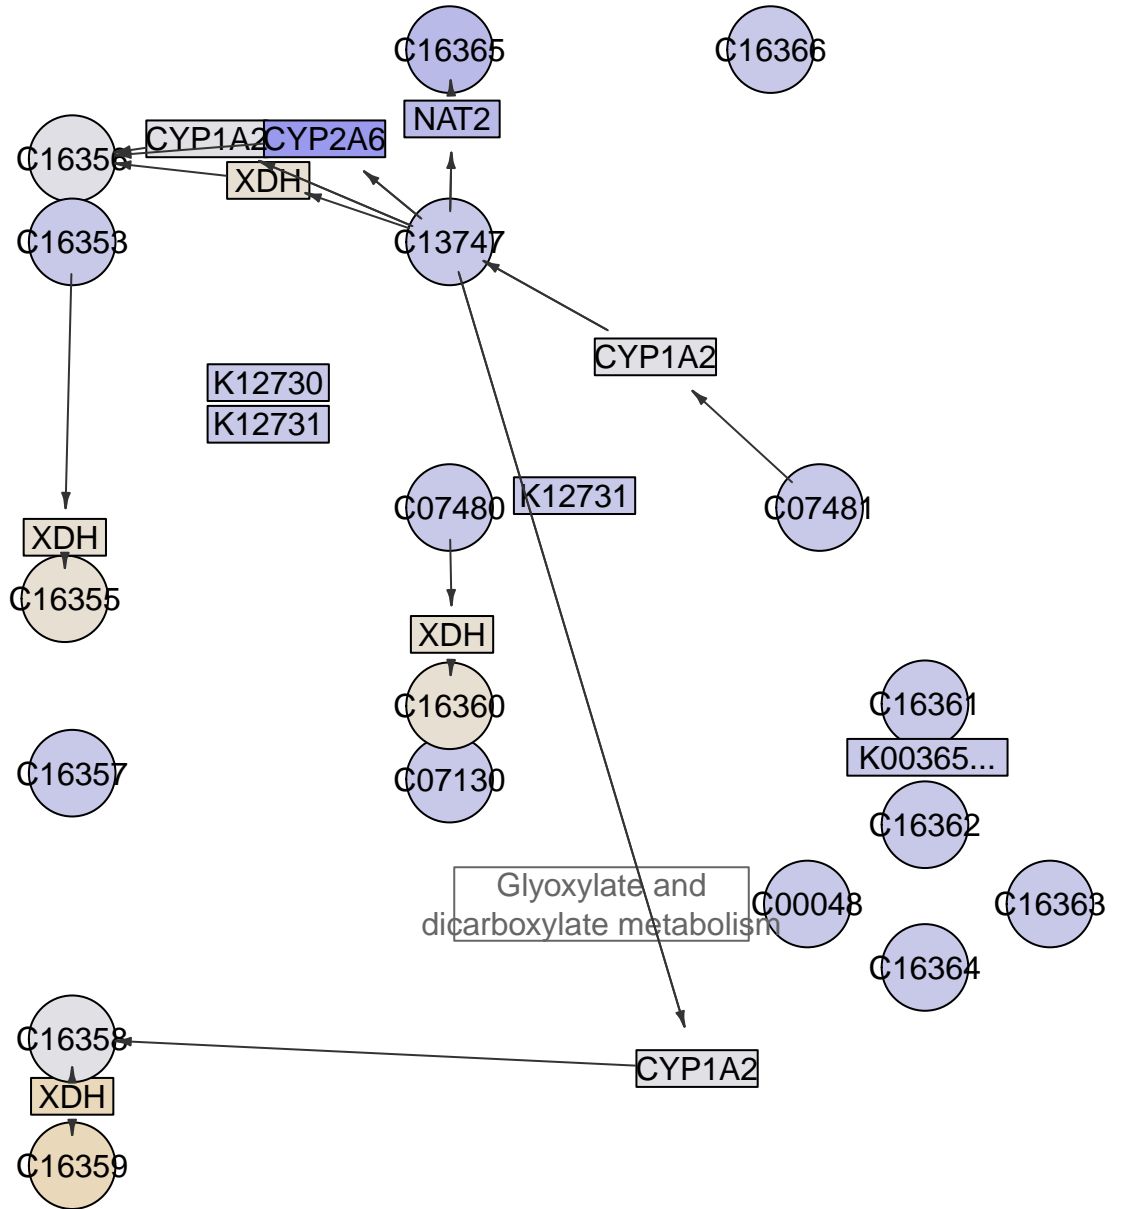 C16365
C16366
NAT2
CYP1A2
CYP2A6
C16356
XDH
C16353
C13747
CYP1A2
K12730
K12731
K12731
C07480
C07481
XDH
C16355
XDH
C16360
C16361
K00365...
C16357
C07130
C16362
Glyoxylate and
dicarboxylate metabolism
C00048
C16363
C16364
C16358
CYP1A2
XDH
C16359